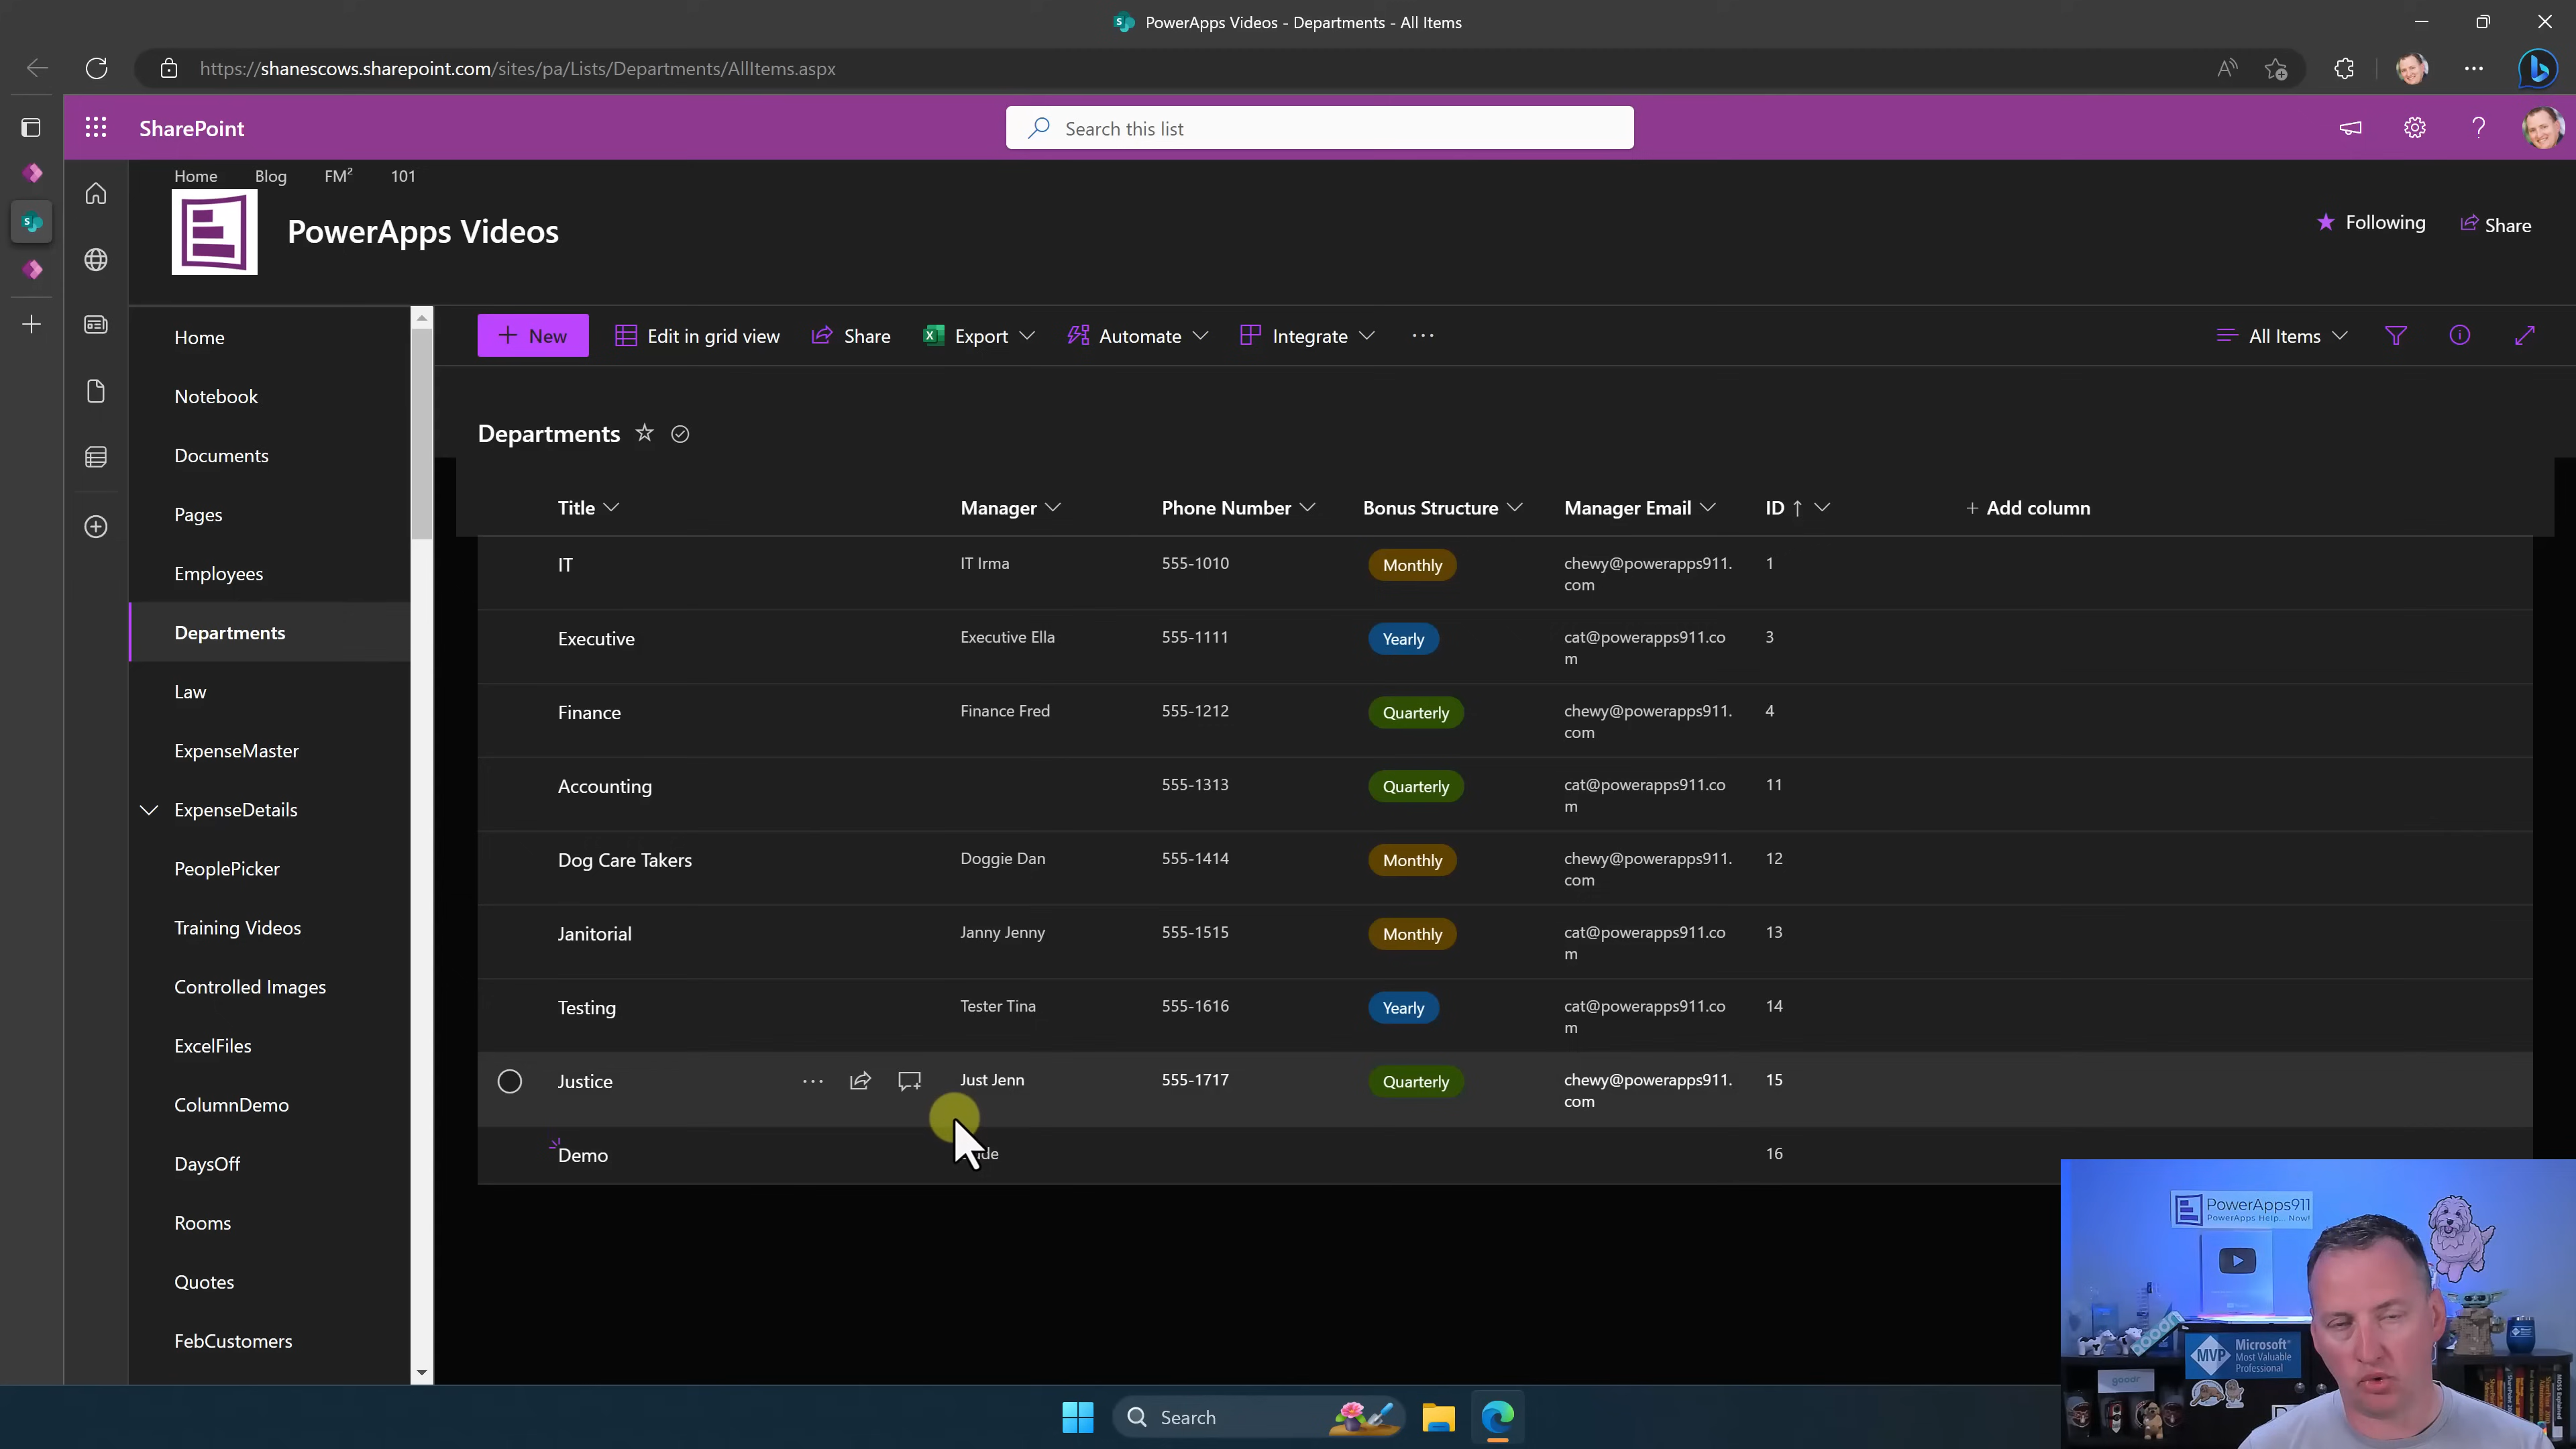 PowerApps Videos - Departments - All Items
https://shanescows.sharepoint.com/sites/pa/Lists/Departments/AllItems.aspx
SharePoint
Search this list
Home Blog FM² 101
PowerApps Videos
Following Share
Home
Notebook
Documents
Pages
Employees
Departments
Law
ExpenseMaster
ExpenseDetails
PeoplePicker
Training Videos
Controlled Images
ExcelFiles
ColumnDemo
DaysOff
Rooms
Quotes
FebCustomers
New Edit in grid view Share Export Automate Integrate All Items
Departments
Title Manager Phone Number Bonus Structure Manager Email ID Add column
IT IT Irma 555-1010 Monthly chewy@powerapps911. 1
com
Executive Executive Ella 555-1111 Yearly cat@powerapps911.co 3
m
Finance Finance Fred 555-1212 Quarterly chewy@powerapps911. 4
com
Accounting 555-1313 Quarterly cat@powerapps911.co 11
m
Dog Care Takers Doggie Dan 555-1414 Monthly chewy@powerapps911. 12
com
Janitorial Janny Jenny 555-1515 Monthly cat@powerapps911.co 13
m
Testing Tester Tina 555-1616 Yearly cat@powerapps911.co 14
m
Justice Just Jenn 555-1717 Quarterly chewy@powerapps911. 15
com
Demo 16
PowerApps911
PowerApps Help... Now!
MVP
Microsoft
Most Valuable
Professional
goodr
Search